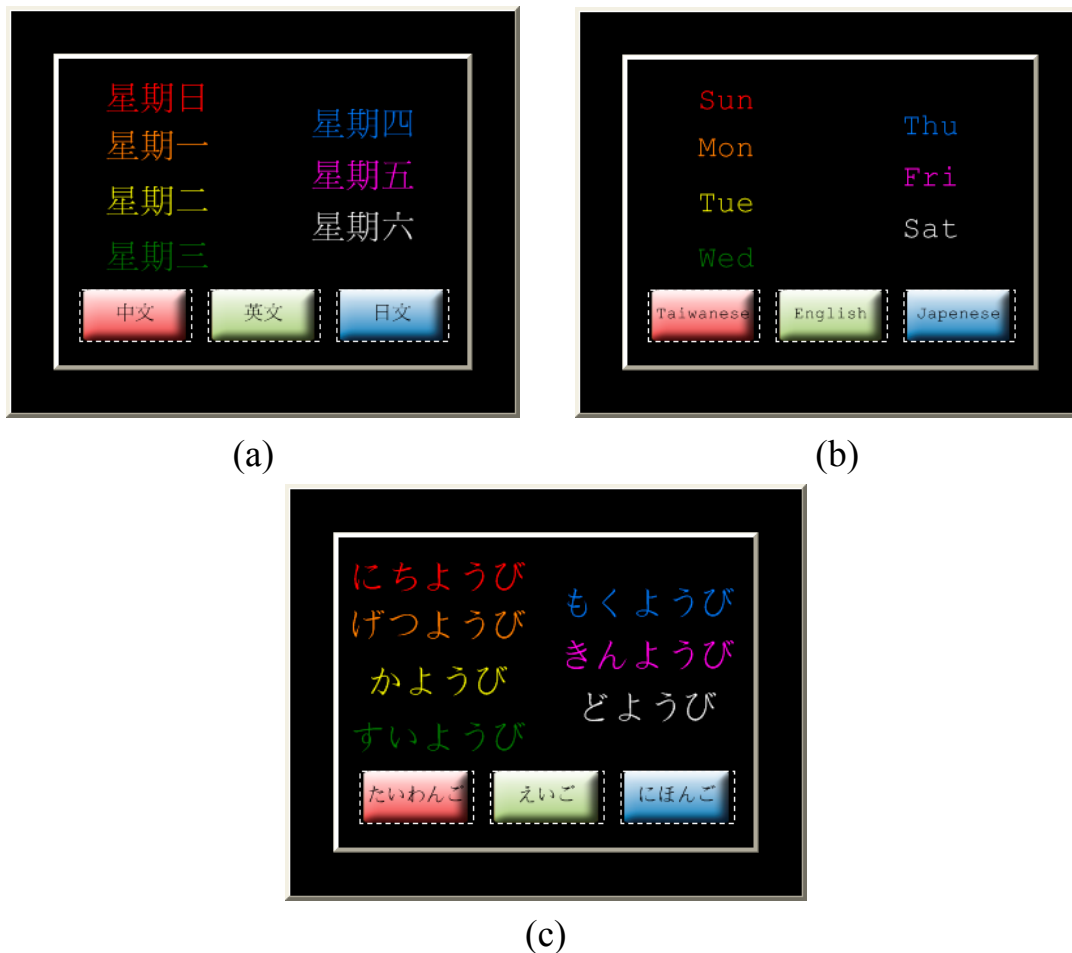 星期日
星期一
星期二
星期三
星期四
星期五
星期六
中文 英文 日文
(a)
Sun
Mon
Tue
Wed
Thu
Fri
Sat
Taiwanese English Japenese
(b)
にちようび
げつようび
かようび
すいようび
もくようび
きんようび
どようび
たいわんご えいご にほんご
(c)